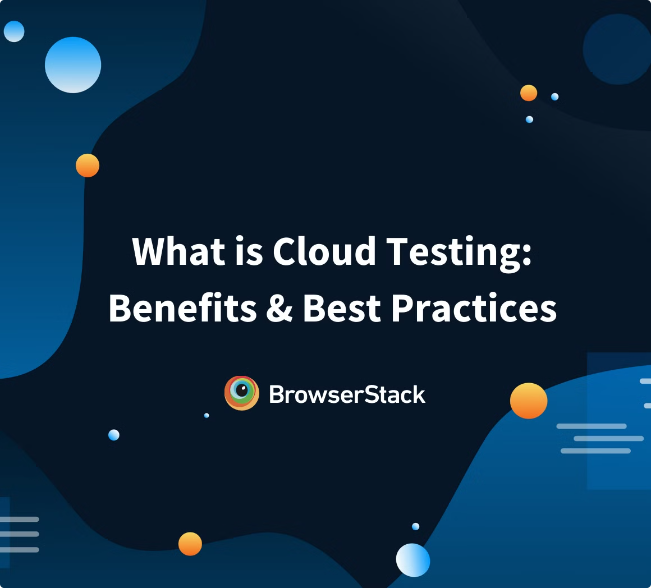 What is Cloud Testing:
Benefits & Best Practices
BrowserStack